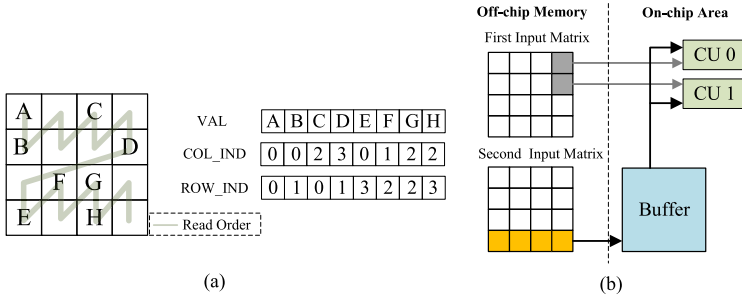 A C
B D
F G
E H
Read Order
VAL A B C D E F G H
COL_IND 0 0 2 3 0 1 2 2
ROW_IND 0 1 0 1 3 2 2 3
(a)
Off-chip Memory
On-chip Area
First Input Matrix
CU 0
CU 1
Second Input Matrix
Buffer
(b)